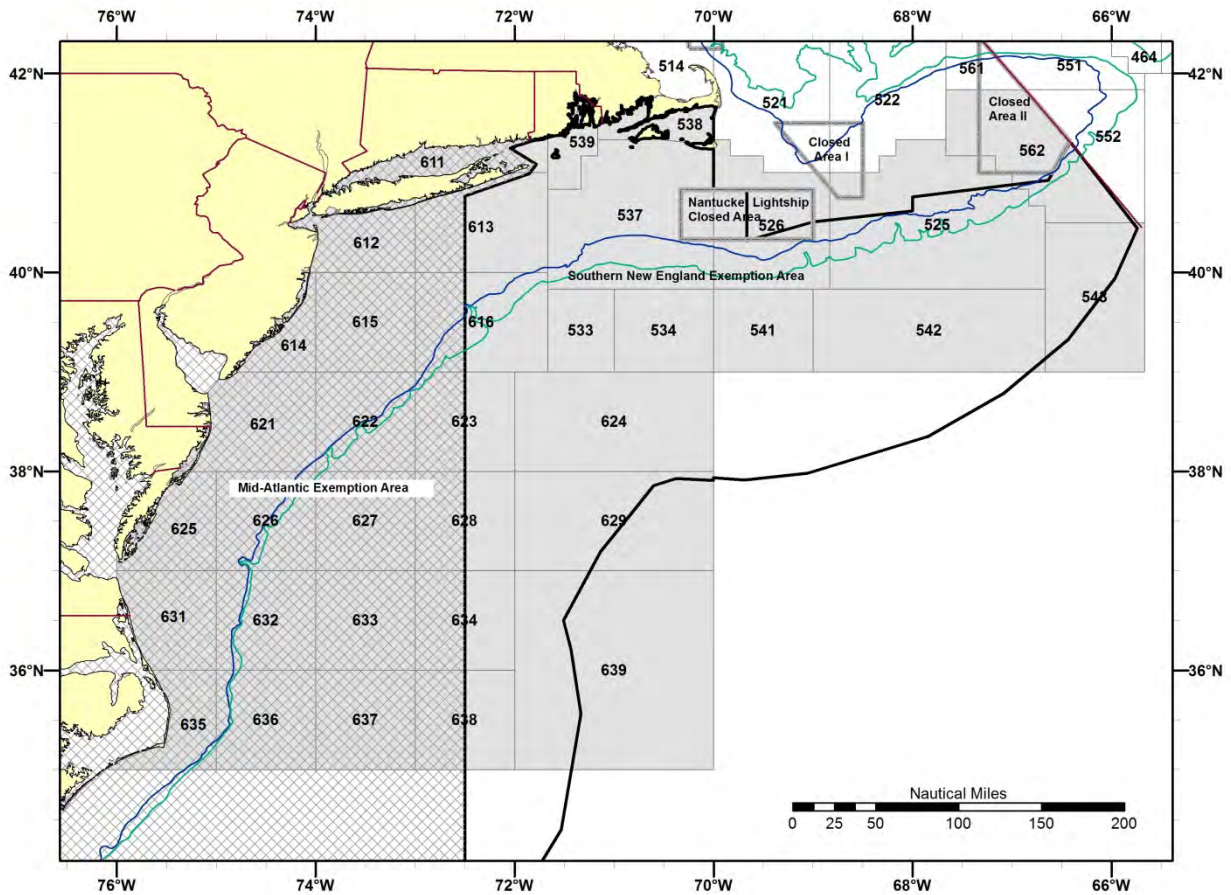 76°W 74°W 72°W 70°W 68°W 66°W
42°N 42°N
514
464
561
551
521
522
Closed
Area II
538
552
539
Closed
Area I
562
611
Nantucket Lightship
Closed Area
537
526
613
525
612
40°N 40°N
Southern New England Exemption Area
543
615
616
533
534
541
542
614
621
622
623
624
38°N 38°N
Mid-Atlantic Exemption Area
625
626
627
628
629
631
632
633
634
36°N 36°N
639
635
636
637
638
Nautical Miles
0 25 50 100 150 200
76°W 74°W 72°W 70°W 68°W 66°W